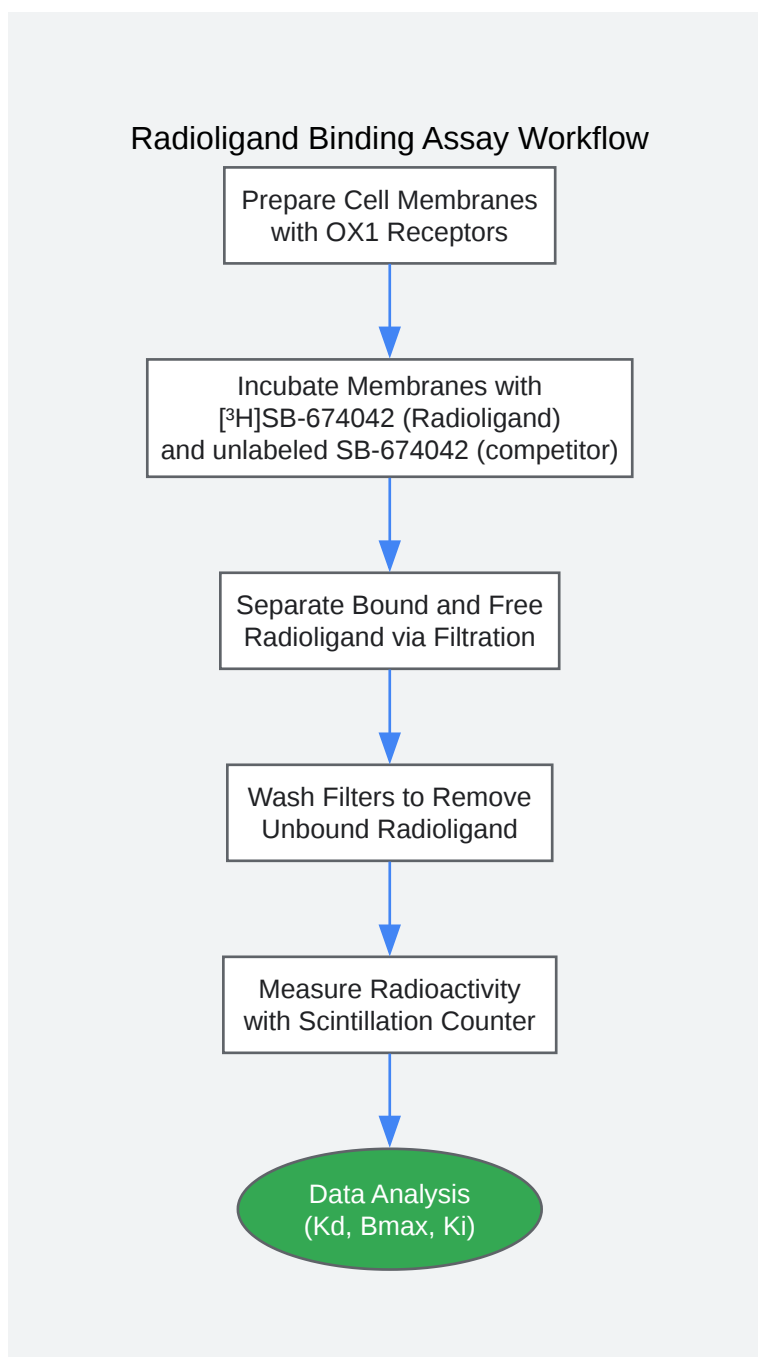 Radioligand Binding Assay Workflow
Prepare Cell Membranes
with OX1 Receptors
Incubate Membranes with
[³H]SB-674042 (Radioligand)
and unlabeled SB-674042 (competitor)
Separate Bound and Free
Radioligand via Filtration
Wash Filters to Remove
Unbound Radioligand
Measure Radioactivity
with Scintillation Counter
Data Analysis
(Kd, Bmax, Ki)